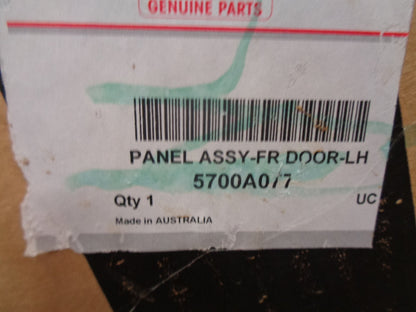 GENUINE PARTS
PANEL ASSY-FR DOOR-LH
5700A077
Qty 1
UC
Made in AUSTRALIA